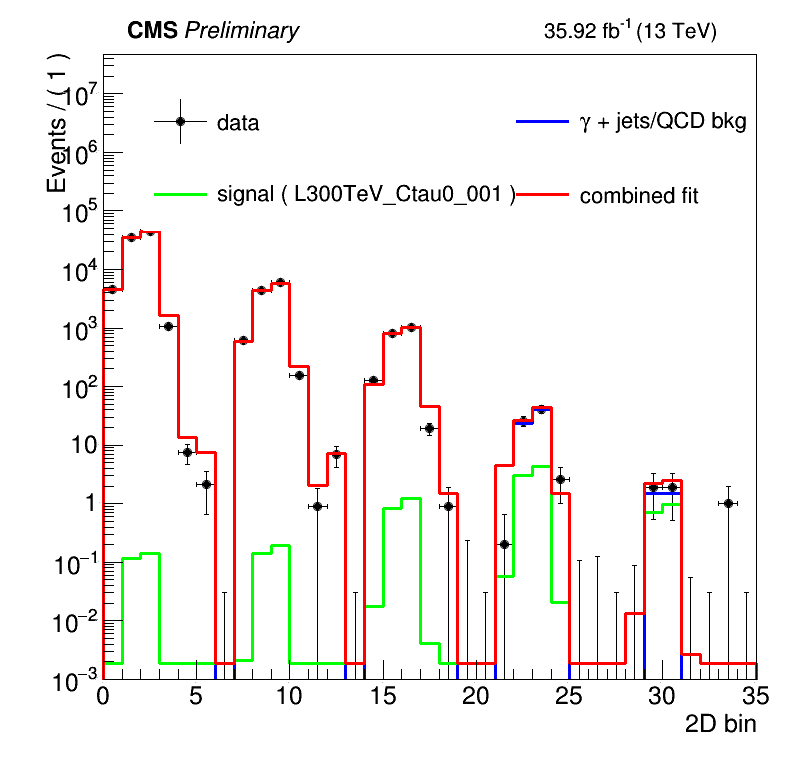 CMS Preliminary 35.92 fb⁻¹ (13 TeV)
Events / ( 1 )
data
γ + jets/QCD bkg
signal ( L300TeV_Ctau0_001 )
combined fit
10⁷
10⁶
10⁵
10⁴
10³
10²
10
1
10⁻¹
10⁻²
10⁻³
0 5 10 15 20 25 30 35
2D bin